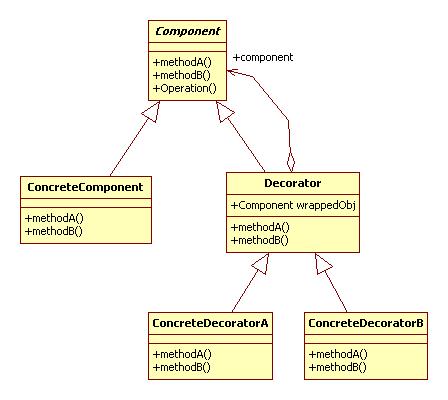 Component
+methodA()
+methodB()
+Operation()
+component
ConcreteComponent
+methodA()
+methodB()
Decorator
+Component wrappedObj
+methodA()
+methodB()
ConcreteDecoratorA
+methodA()
+methodB()
ConcreteDecoratorB
+methodA()
+methodB()